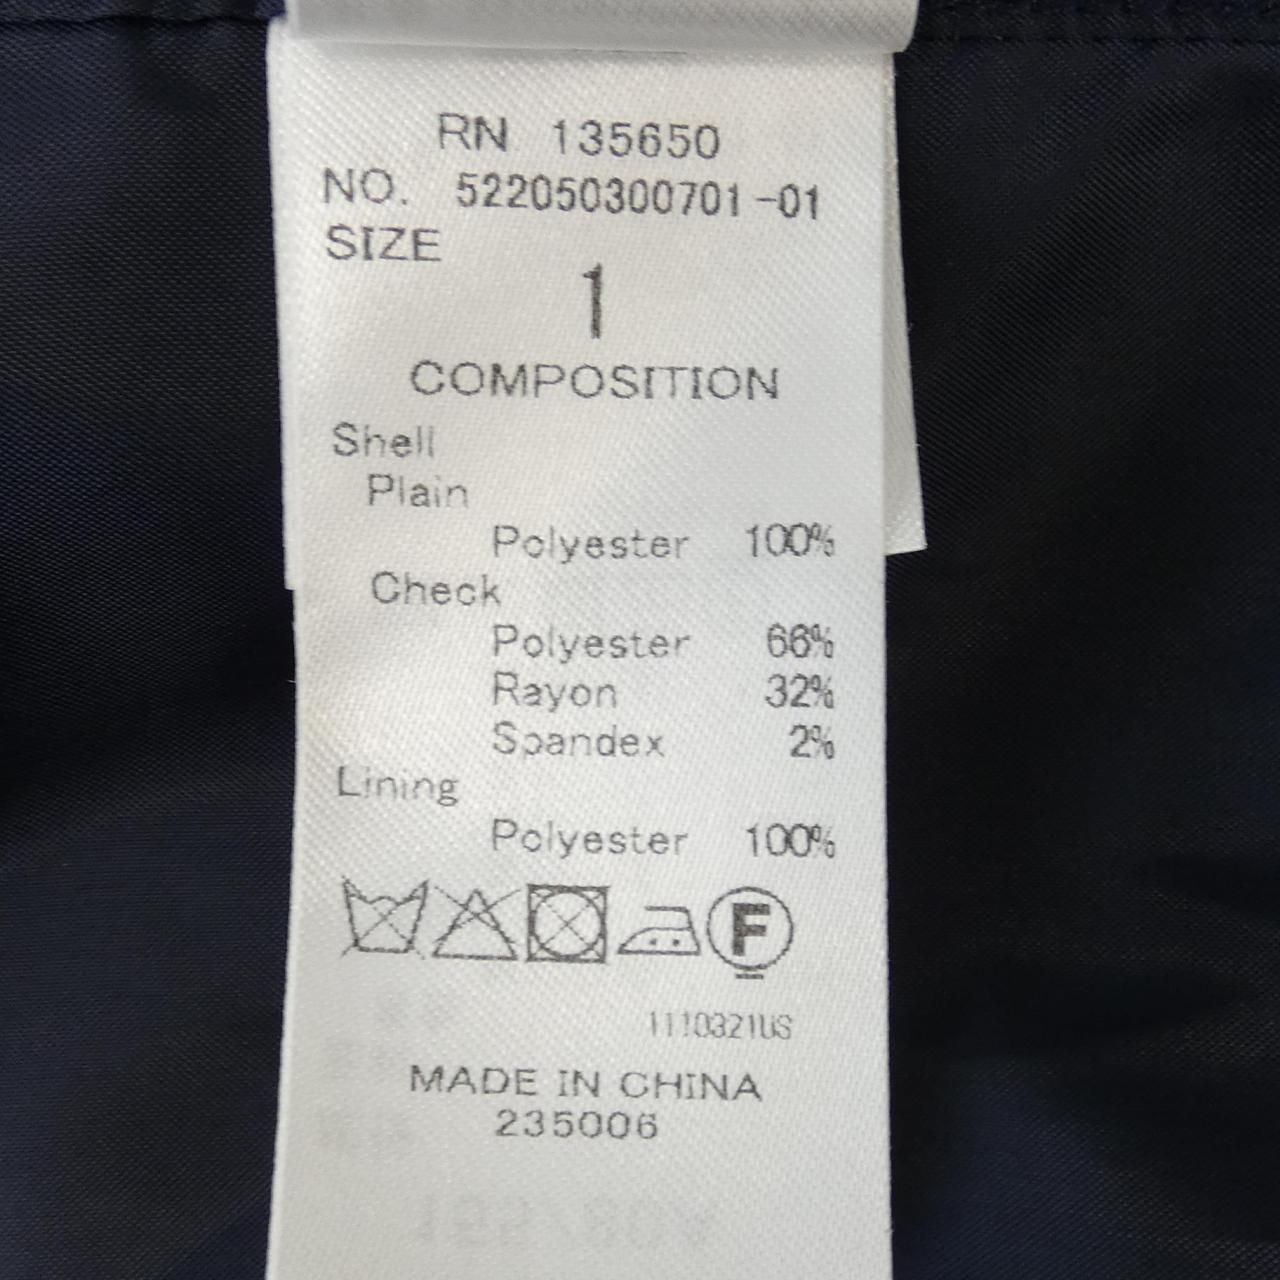 RN 135650
NO. 522050300701-01
SIZE
1
COMPOSITION
Shell
Plain
Polyester 100%
Check
Polyester 66%
Rayon 32%
Spandex 2%
Lining
Polyester 100%
F
1110321US
MADE IN CHINA
235006